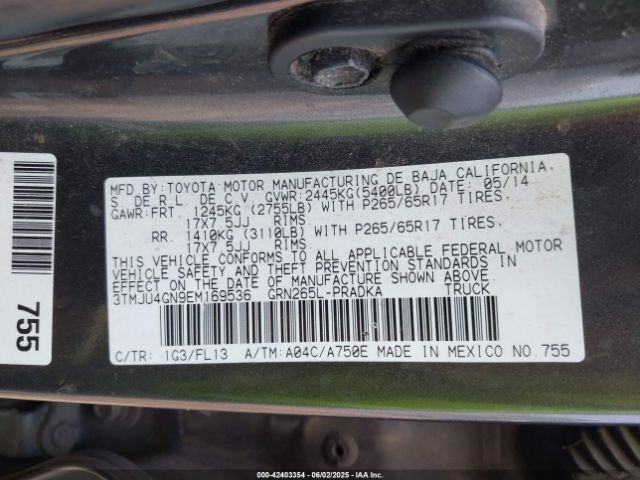 MFD.BY:TOYOTA MOTOR MANUFACTURING DE BAJA CALIFORNIA,
S. DE R.L. DE C.V. GVWR:2445KG(5400LB) DATE: 05/14
GAWR:FRT. 1245KG (2755LB) WITH P265/65R17 TIRES,
17X7.5JJ RIMS
RR. 1410KG (3110LB) WITH P265/65R17 TIRES,
17X7.5JJ RIMS
THIS VEHICLE CONFORMS TO ALL APPLICABLE FEDERAL MOTOR
VEHICLE SAFETY AND THEFT PREVENTION STANDARDS IN
EFFECT ON THE DATE OF MANUFACTURE SHOWN ABOVE
3TMJU4GN9EM169536 GRN265L-PRADKA TRUCK
C/TR: 1G3/FL13 A/TM:A04C/A750E MADE IN MEXICO NO.755
755
000-42403354 | 06/02/2025 | IAAI.COM